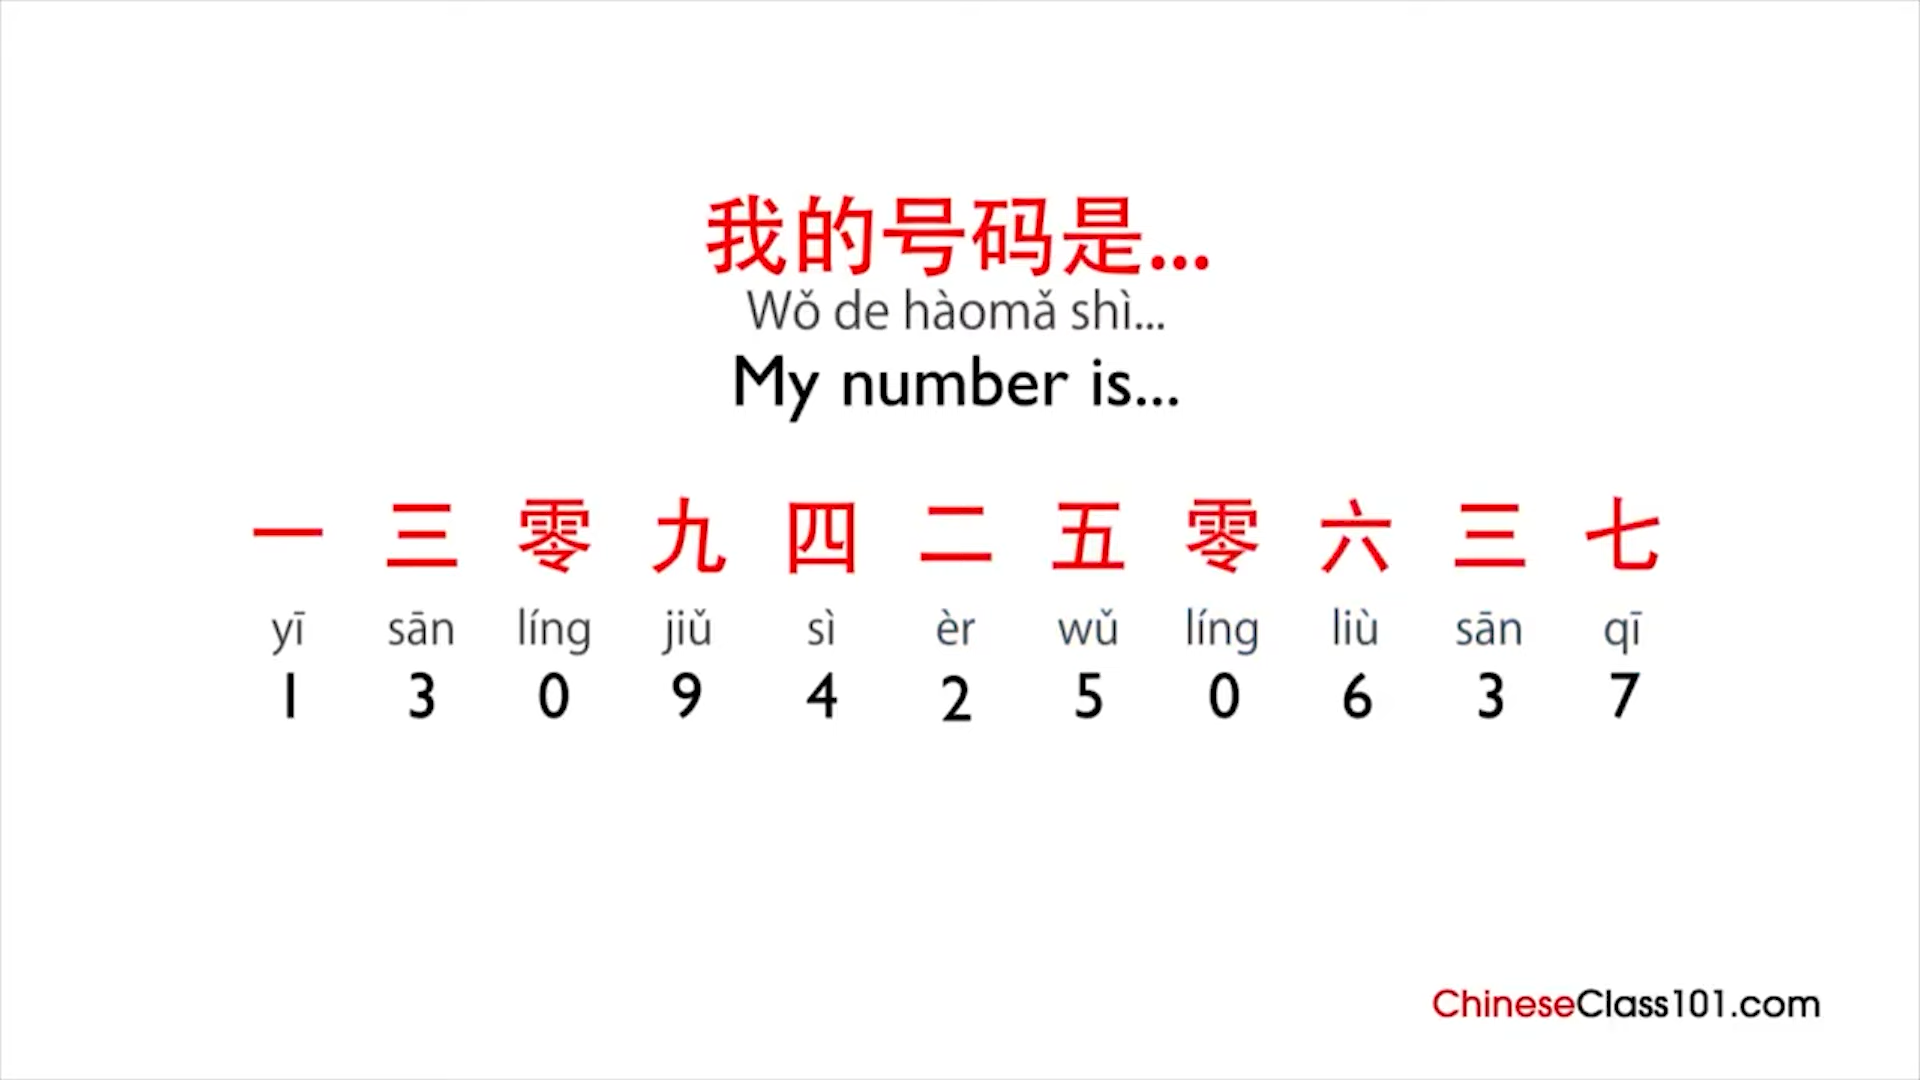 我的号码是...
Wǒ de hàomǎ shì...
My number is...
一 三 零 九 四 二 五 零 六 三 七
yī sān líng jiǔ sì èr wǔ líng liù sān qī
1 3 0 9 4 2 5 0 6 3 7
ChineseClass101.com